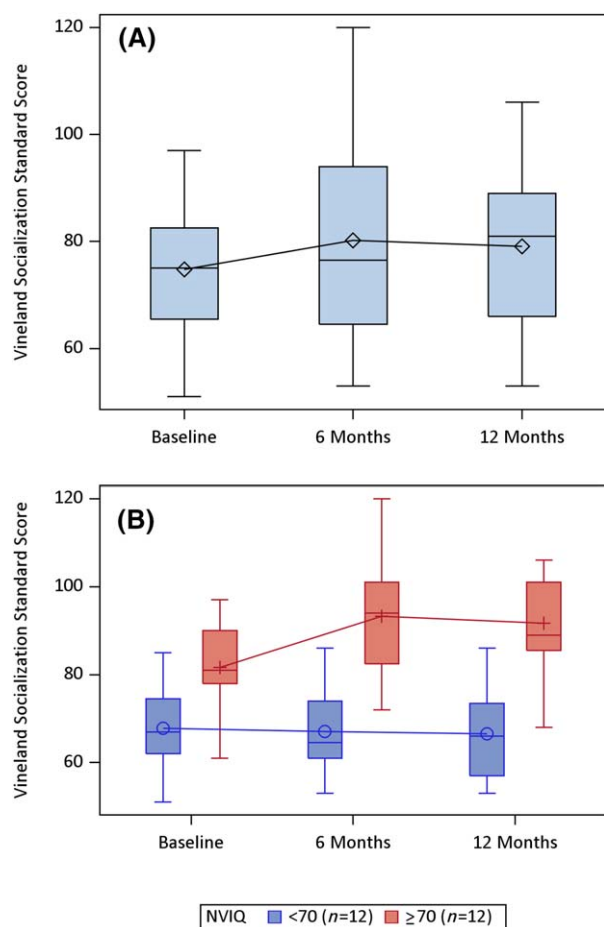 (A)
Vineland Socialization Standard Score
120
100
80
60
Baseline 6 Months 12 Months
(B)
Vineland Socialization Standard Score
120
100
80
60
Baseline 6 Months 12 Months
NVIQ <70 (n=12) ≥70 (n=12)